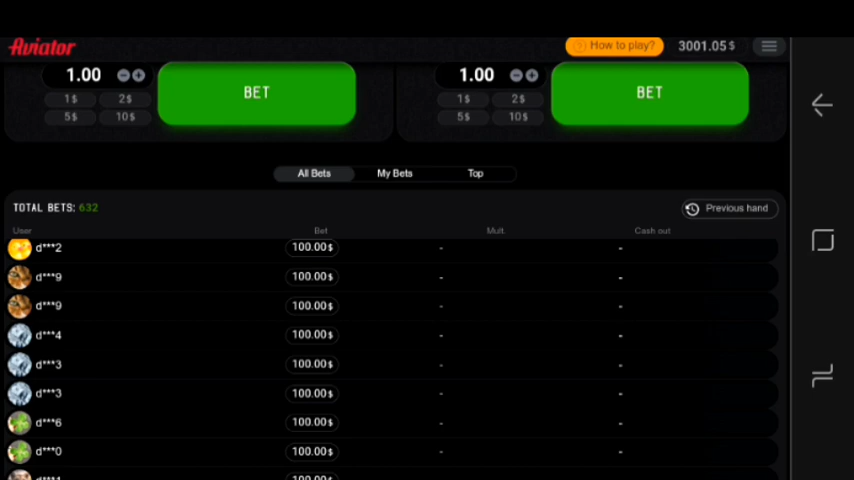 Aviator How to play? 3001.05 $
1.00 BET 1.00 BET
1$ 2$ 1$ 2$
5$ 10$ 5$ 10$
All Bets My Bets Top
TOTAL BETS: 632 Previous hand
User Bet Mult. Cash out
d***2 100.00$ - -
d***9 100.00$ - -
d***9 100.00$ - -
d***4 100.00$ - -
d***3 100.00$ - -
d***3 100.00$ - -
d***6 100.00$ - -
d***0 100.00$ - -